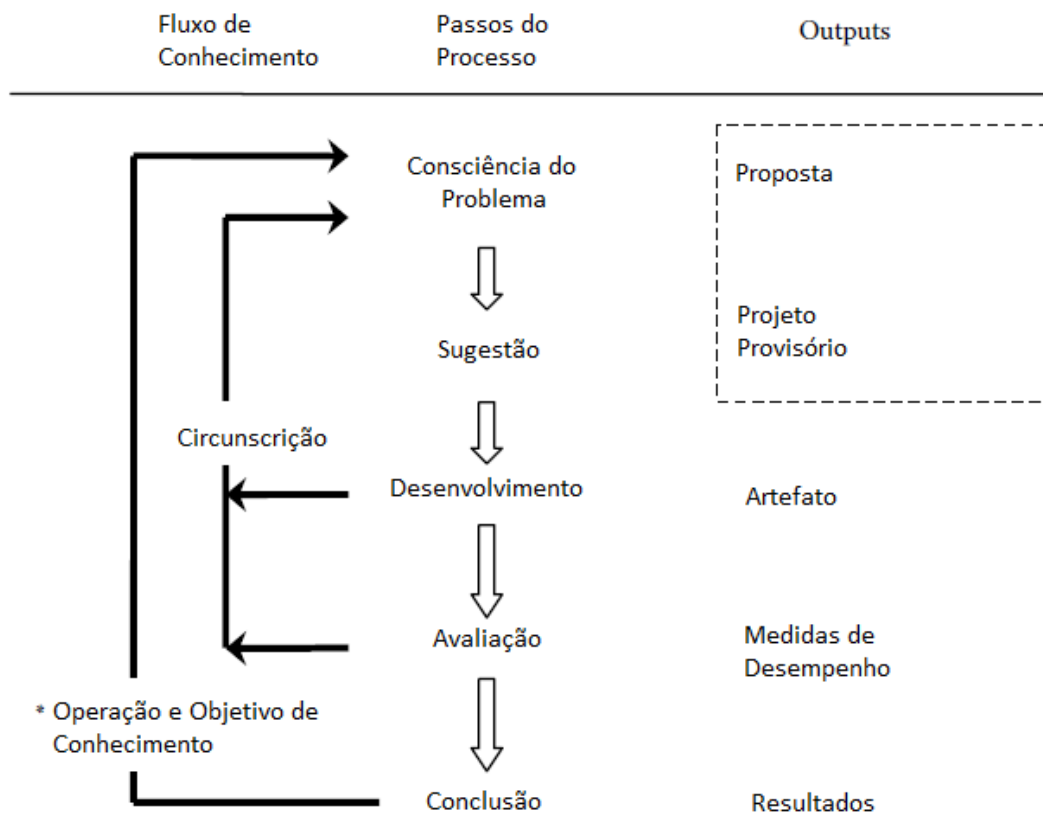 Fluxo de
Conhecimento
Passos do
Processo
Outputs
Consciência do
Problema
Proposta
Sugestão
Projeto
Provisório
Circunscrição
Desenvolvimento
Artefato
Avaliação
Medidas de
Desempenho
* Operação e Objetivo de
Conhecimento
Conclusão
Resultados